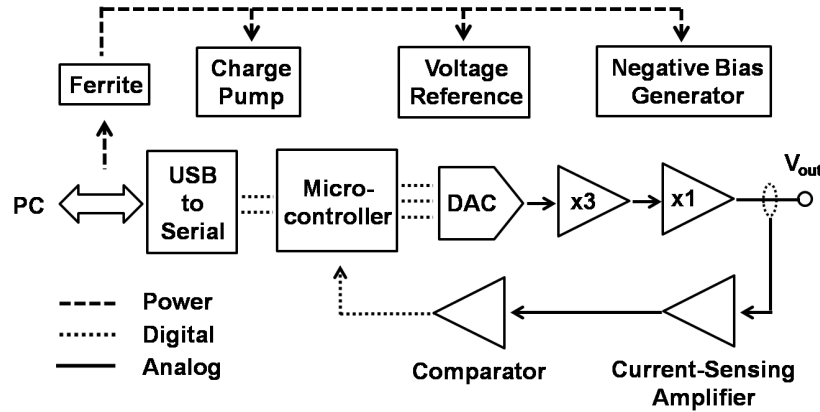 Ferrite
Charge
Pump
Voltage
Reference
Negative Bias
Generator
PC
USB
to
Serial
Micro-
controller
DAC
x3
x1
Vout
Power
Digital
Analog
Comparator
Current-Sensing
Amplifier